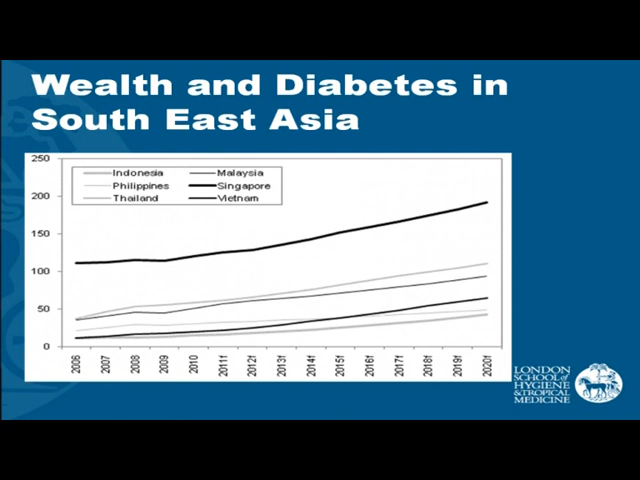 Wealth and Diabetes in
South East Asia
250
200
150
100
50
0
Indonesia Malaysia
Philippines Singapore
Thailand Vietnam
2006 2007 2008 2009 2010 2011f 2012f 2013f 2014f 2015f 2016f 2017f 2018f 2019f 2020f
LONDON
SCHOOL of
HYGIENE
& TROPICAL
MEDICINE